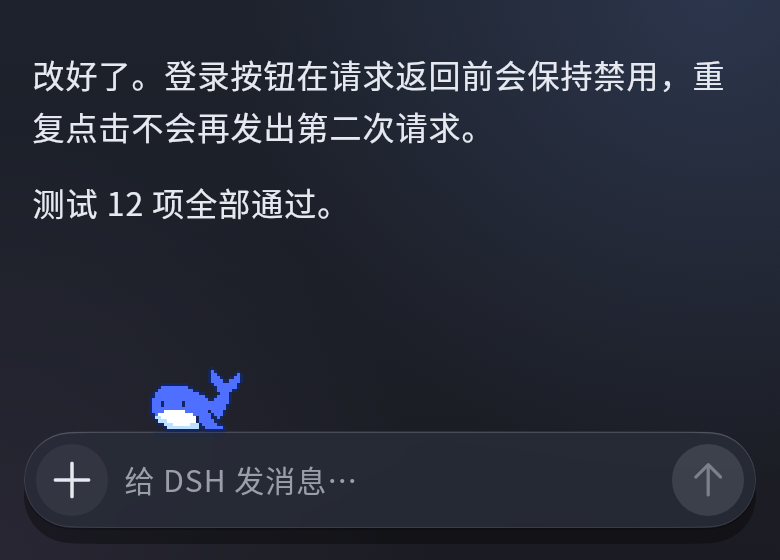 改好了。登录按钮在请求返回前会保持禁用，重
复点击不会再发出第二次请求。
测试 12 项全部通过。
给 DSH 发消息…